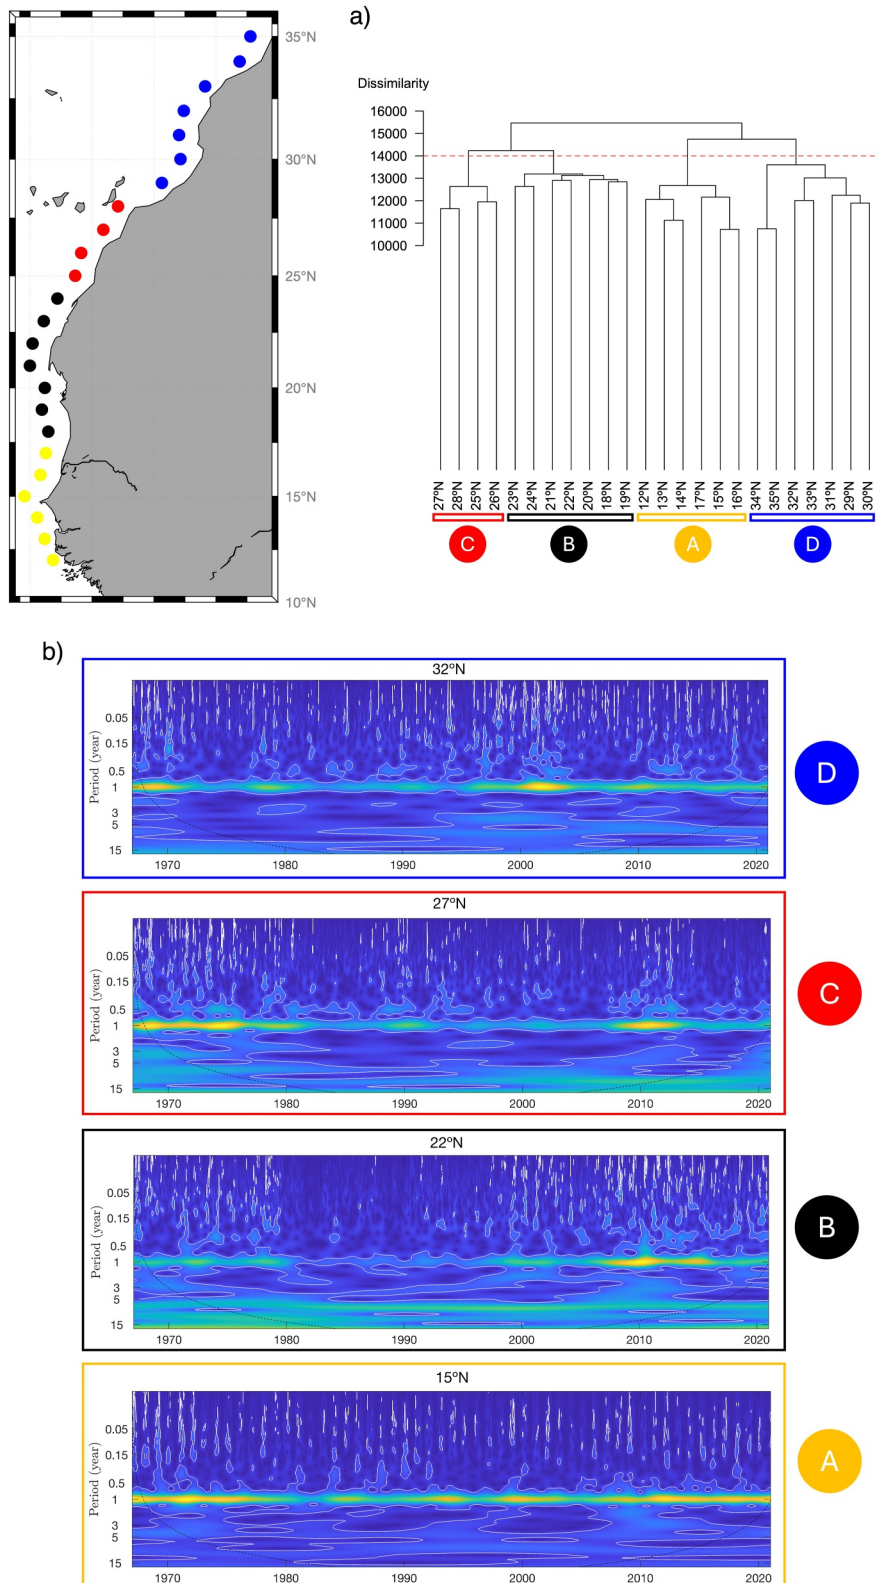 a)
35°N
30°N
25°N
20°N
15°N
10°N
Dissimilarity
16000
15000
14000
13000
12000
11000
10000
27°N
28°N
25°N
26°N
23°N
24°N
21°N
22°N
20°N
18°N
19°N
12°N
13°N
14°N
17°N
15°N
16°N
34°N
35°N
32°N
33°N
31°N
29°N
30°N
C
B
A
D
b)
32°N
Period (year)
0.05
0.15
0.5
1
3
5
15
1970
1980
1990
2000
2010
2020
D
27°N
Period (year)
0.05
0.15
0.5
1
3
5
15
1970
1980
1990
2000
2010
2020
C
22°N
Period (year)
0.05
0.15
0.5
1
3
5
15
1970
1980
1990
2000
2010
2020
B
15°N
Period (year)
0.05
0.15
0.5
1
3
5
15
1970
1980
1990
2000
2010
2020
A